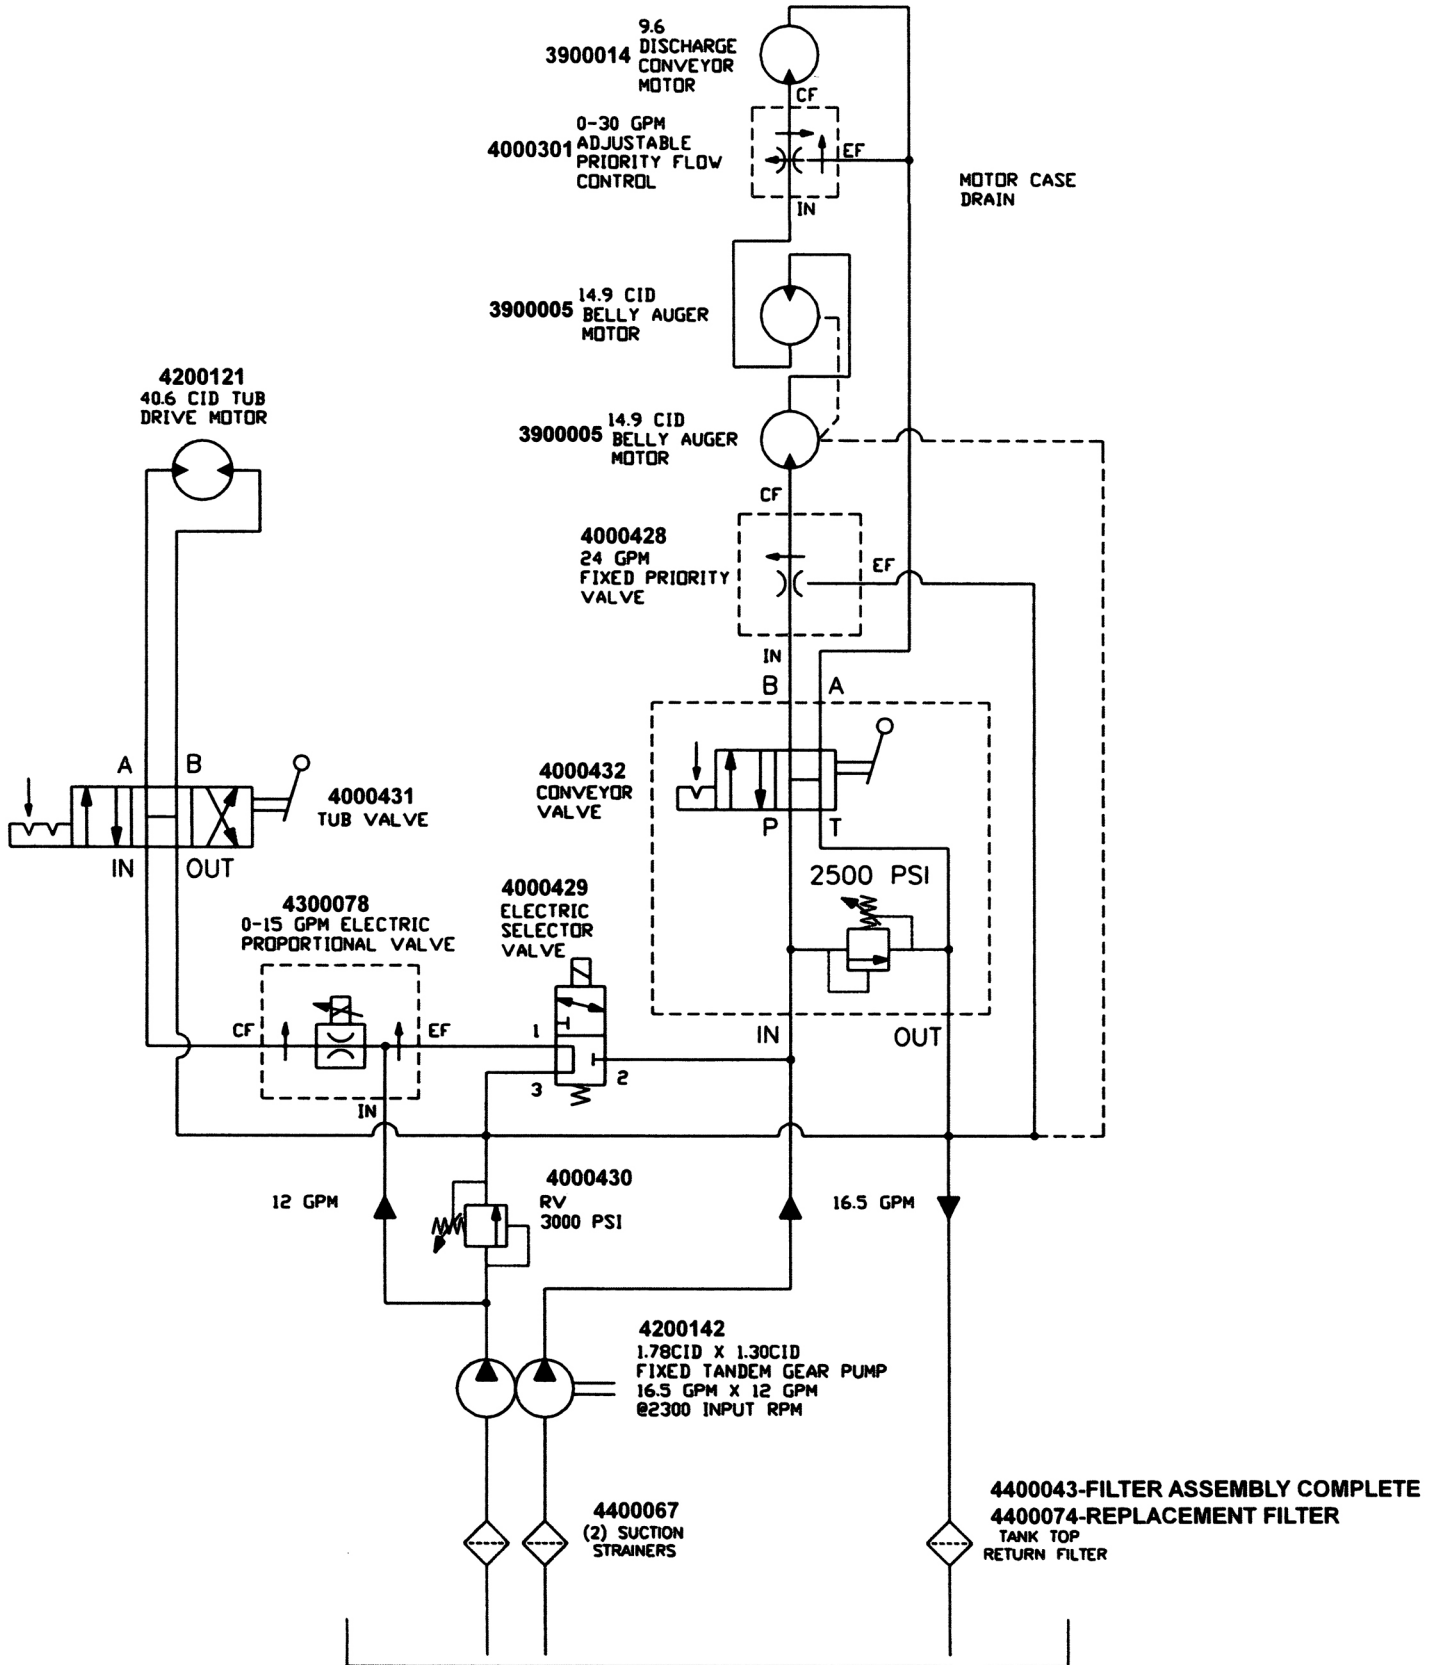 9.6
DISCHARGE
CONVEYOR
MOTOR
3900014
CF
0-30 GPM
ADJUSTABLE
PRIORITY FLOW
CONTROL
4000301
EF
IN
MOTOR CASE
DRAIN
3900005
14.9 CID
BELLY AUGER
MOTOR
4200121
40.6 CID TUB
DRIVE MOTOR
3900005
14.9 CID
BELLY AUGER
MOTOR
CF
4000428
24 GPM
FIXED PRIORITY
VALVE
EF
IN
B A
A B
4000431
TUB VALVE
IN OUT
4000432
CONVEYOR
VALVE
P T
2500 PSI
4300078
0-15 GPM ELECTRIC
PROPORTIONAL VALVE
4000429
ELECTRIC
SELECTOR
VALVE
CF EF
IN
1
3
2
IN OUT
12 GPM
4000430
RV
3000 PSI
16.5 GPM
4200142
1.78CID X 1.30CID
FIXED TANDEM GEAR PUMP
16.5 GPM X 12 GPM
@2300 INPUT RPM
4400067
(2) SUCTION
STRAINERS
4400043-FILTER ASSEMBLY COMPLETE
4400074-REPLACEMENT FILTER
TANK TOP
RETURN FILTER